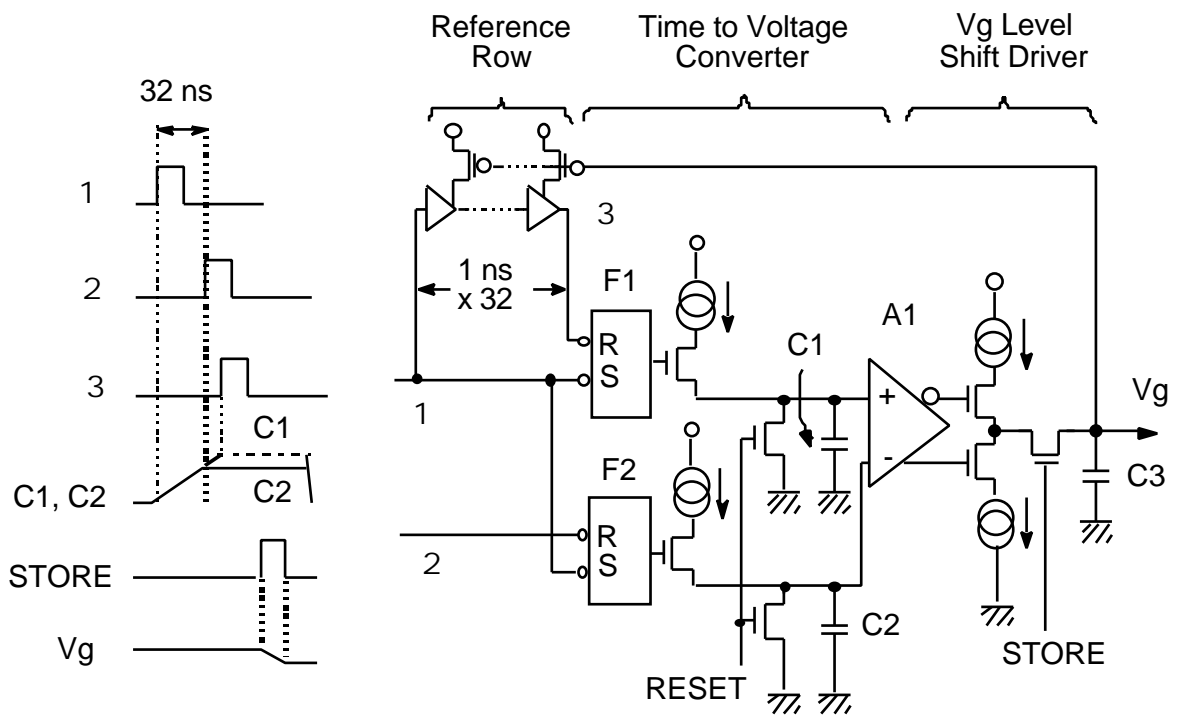 Reference
Row
Time to Voltage
Converter
Vg Level
Shift Driver
32 ns
1
2
3
C1
C2
C1, C2
STORE
Vg
3
1 ns
x 32
F1
R
S
1
C1
A1
+
-
Vg
C3
F2
R
S
2
C2
RESET
STORE